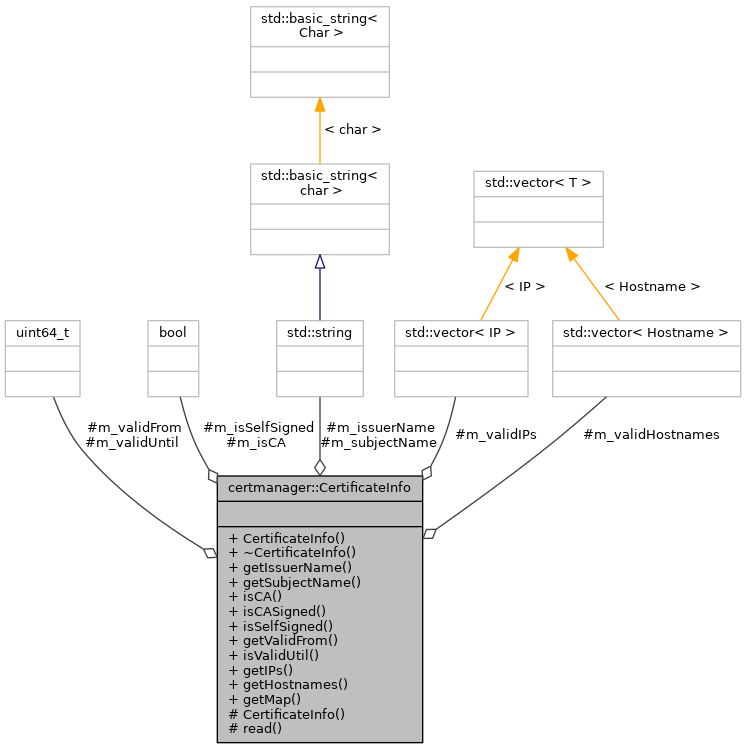 std::basic_string<
Char >
< char >
std::basic_string<
char >
std::vector< T >
< IP >
< Hostname >
uint64_t
bool
std::string
std::vector< IP >
std::vector< Hostname >
#m_validFrom
#m_validUntil
#m_isSelfSigned
#m_isCA
#m_issuerName
#m_subjectName
#m_validIPs
#m_validHostnames
certmanager::CertificateInfo
+ CertificateInfo()
+ ~CertificateInfo()
+ getIssuerName()
+ getSubjectName()
+ isCA()
+ isCASigned()
+ isSelfSigned()
+ getValidFrom()
+ isValidUtil()
+ getIPs()
+ getHostnames()
+ getMap()
# CertificateInfo()
# read()